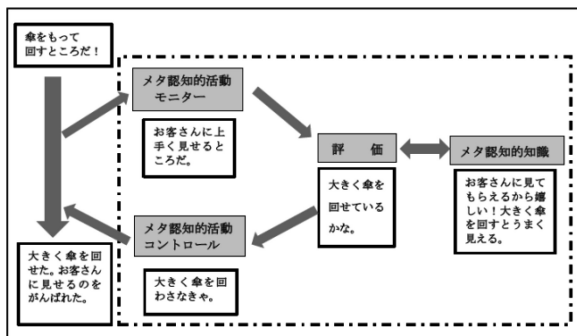 傘をもって
回すところだ！
メタ認知的活動
モニター
お客さんに上
手く見せると
ころだ。
評　価
メタ認知的知識
大きく傘を
回せている
かな。
お客さんに見て
もらえるから嬉
しい！大きく傘
を回すとうまく
見える。
メタ認知的活動
コントロール
大きく傘を回
わさなきゃ。
大きく傘を回
せた。お客さん
に見せるのを
がんばれた。